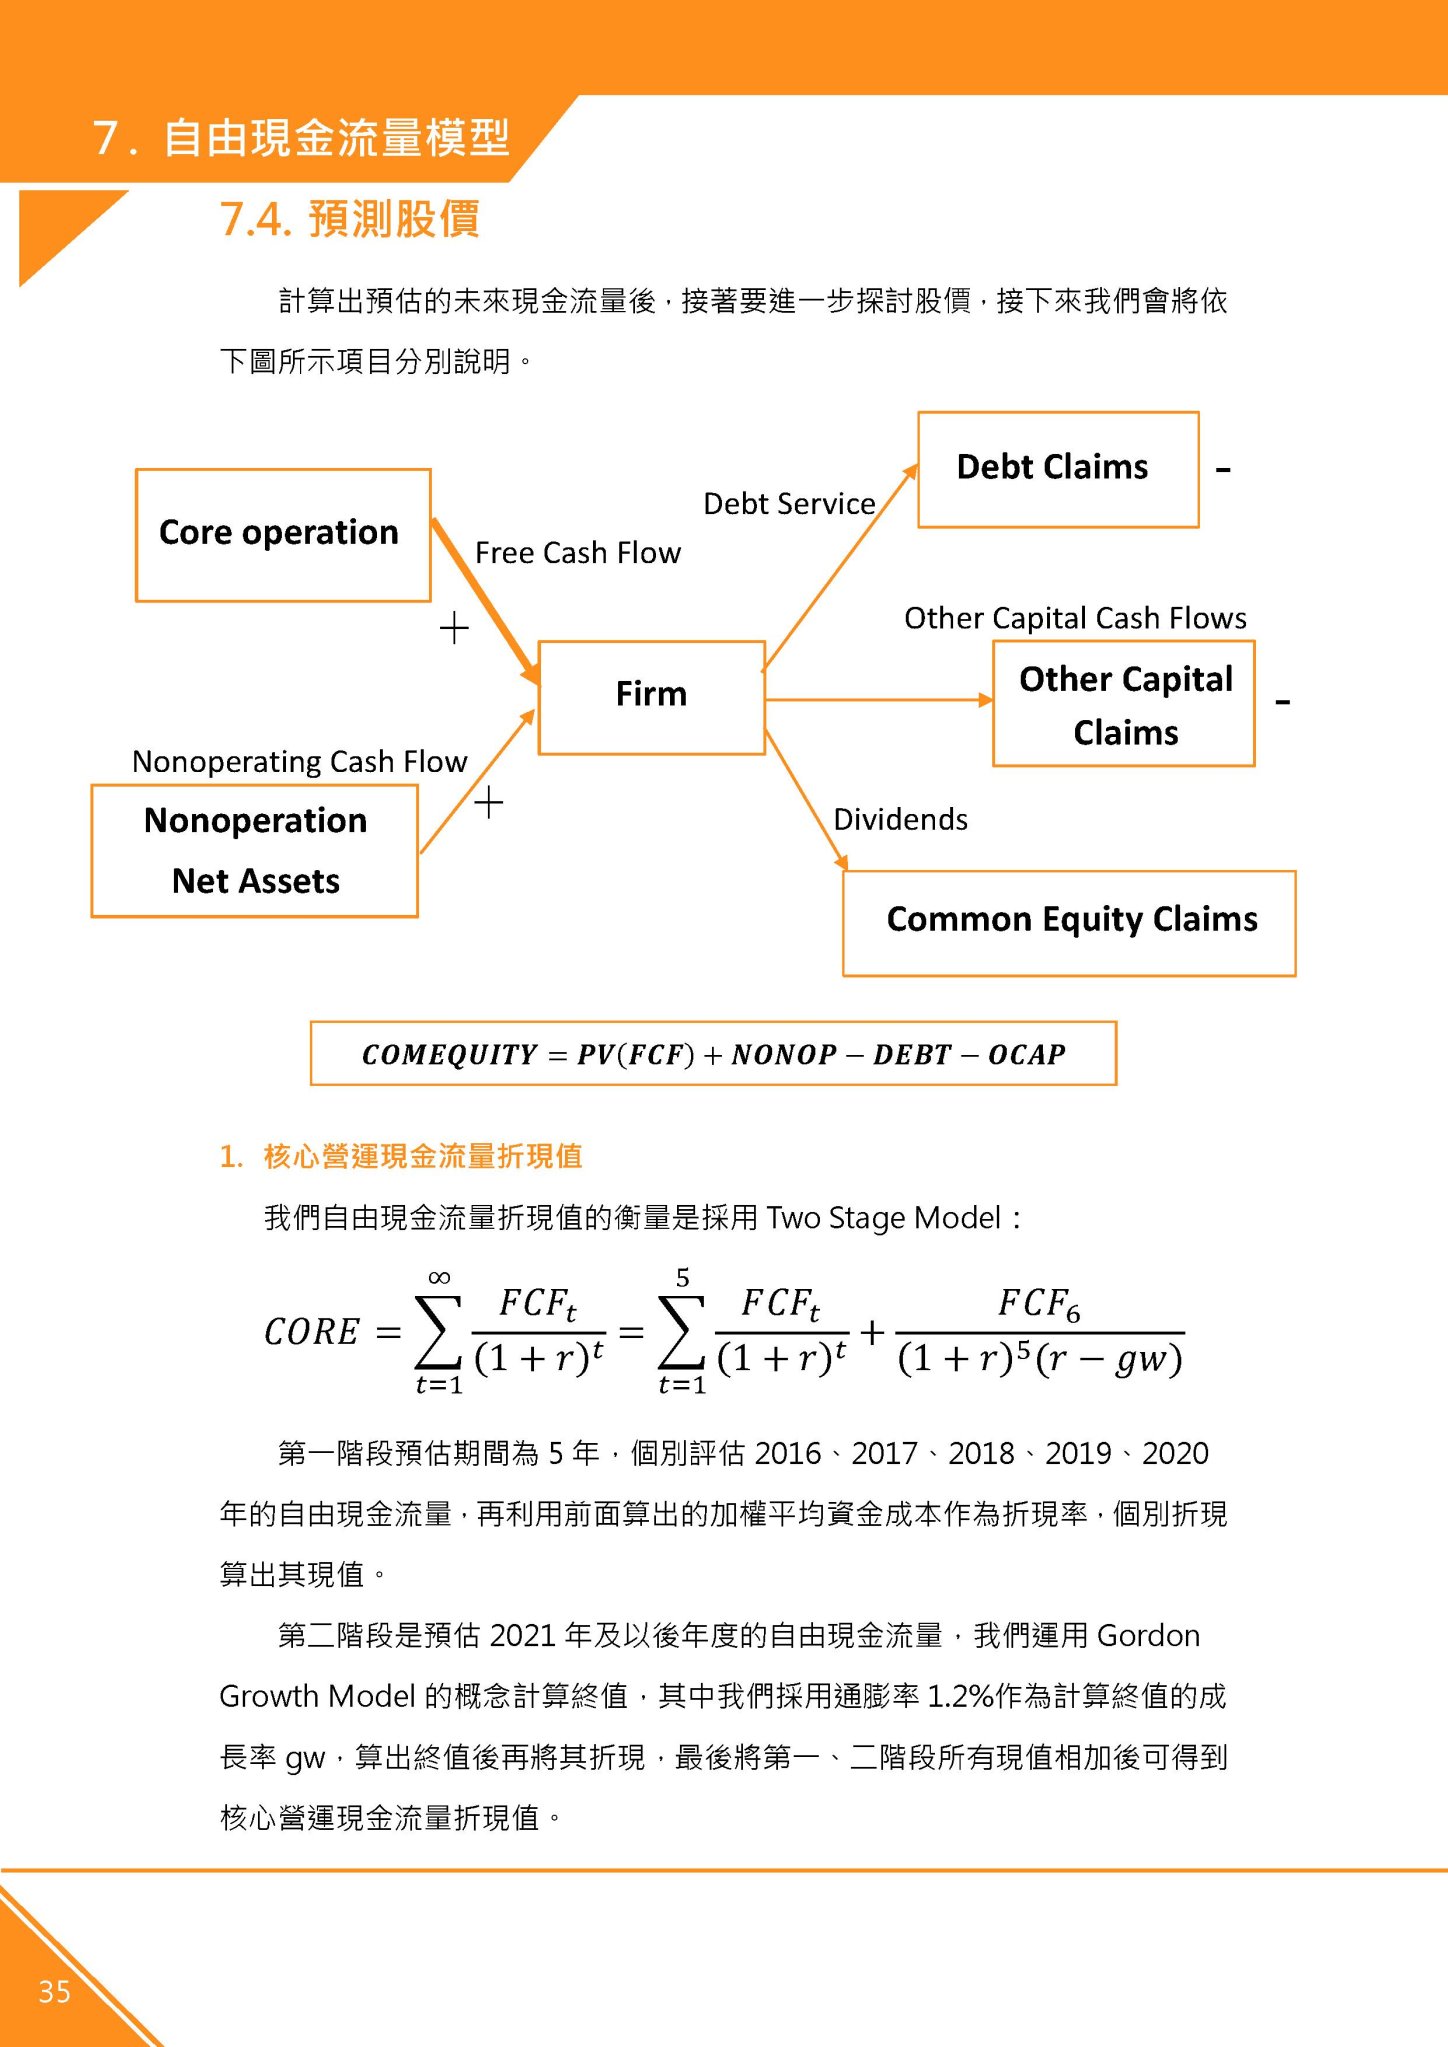 7. 自由現金流量模型
7.4. 預測股價
計算出預估的未來現金流量後，接著要進一步探討股價，接下來我們會將依
下圖所示項目分別說明。
Debt Claims -
Core operation
Debt Service
Free Cash Flow
+
Other Capital Cash Flows
Firm
Other Capital
Claims -
Nonoperating Cash Flow
+
Nonoperation
Net Assets
Dividends
Common Equity Claims
COMEQUITY = PV(FCF) + NONOP − DEBT − OCAP
1. 核心營運現金流量折現值
我們自由現金流量折現值的衡量是採用 Two Stage Model：
CORE = ∑_{t=1}^{∞} FCF_t/(1 + r)^t = ∑_{t=1}^{5} FCF_t/(1 + r)^t + FCF_6/((1 + r)^5(r − gw))
第一階段預估期間為 5 年，個別評估 2016、2017、2018、2019、2020
年的自由現金流量，再利用前面算出的加權平均資金成本作為折現率，個別折現
算出其現值。
第二階段是預估 2021 年及以後年度的自由現金流量，我們運用 Gordon
Growth Model 的概念計算終值，其中我們採用通膨率 1.2%作為計算終值的成
長率 gw，算出終值後再將其折現，最後將第一、二階段所有現值相加後可得到
核心營運現金流量折現值。
35